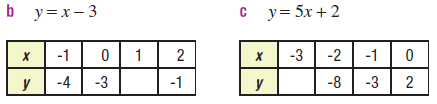 b y = x – 3
x -1 0 1 2
y -4 -3 -1
c y = 5x + 2
x -3 -2 -1 0
y -8 -3 2